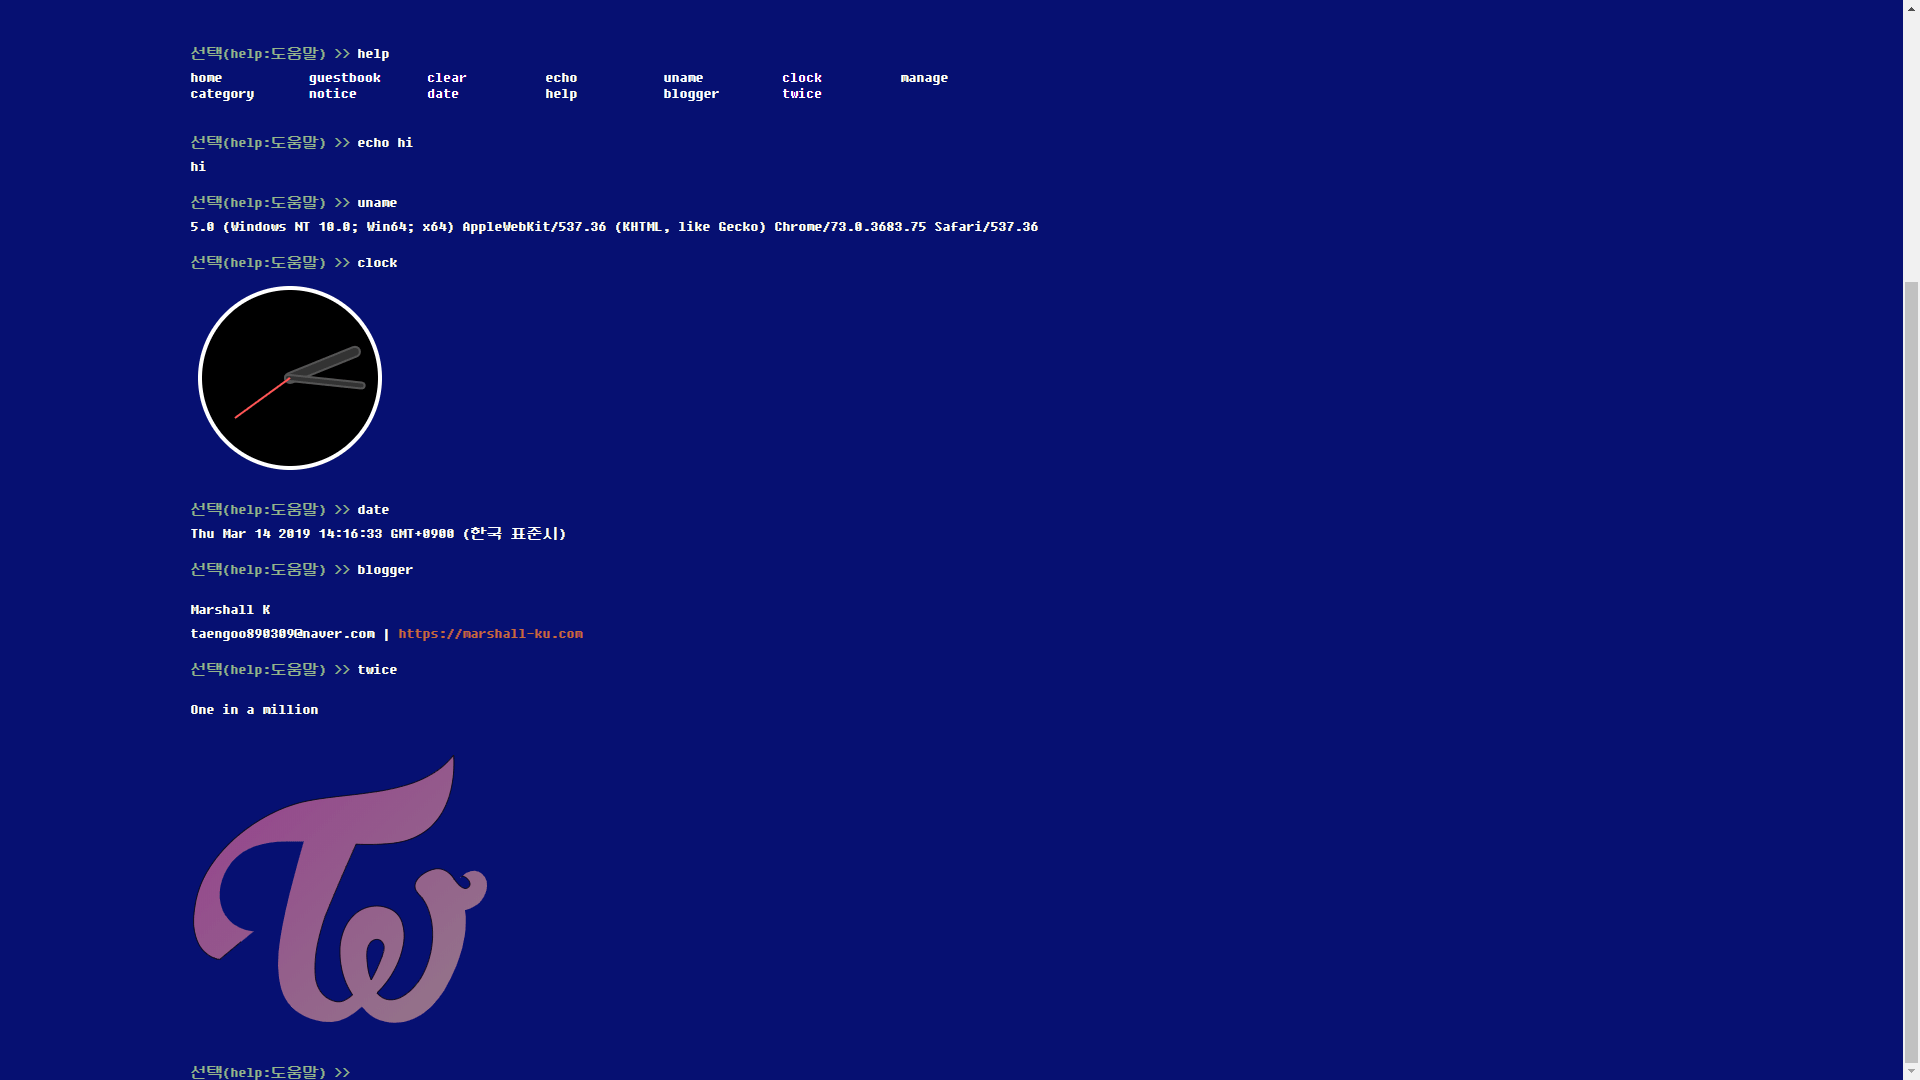 선택(help:도움말) >> help
home guestbook clear echo uname clock manage
category notice date help blogger twice
선택(help:도움말) >> echo hi
hi
선택(help:도움말) >> uname
5.0 (Windows NT 10.0; Win64; x64) AppleWebKit/537.36 (KHTML, like Gecko) Chrome/73.0.3683.75 Safari/537.36
선택(help:도움말) >> clock
선택(help:도움말) >> date
Thu Mar 14 2019 14:16:33 GMT+0900 (한국 표준시)
선택(help:도움말) >> blogger
Marshall K
taengoo890309@naver.com | https://marshall-ku.com
선택(help:도움말) >> twice
One in a million
선택(help:도움말) >>